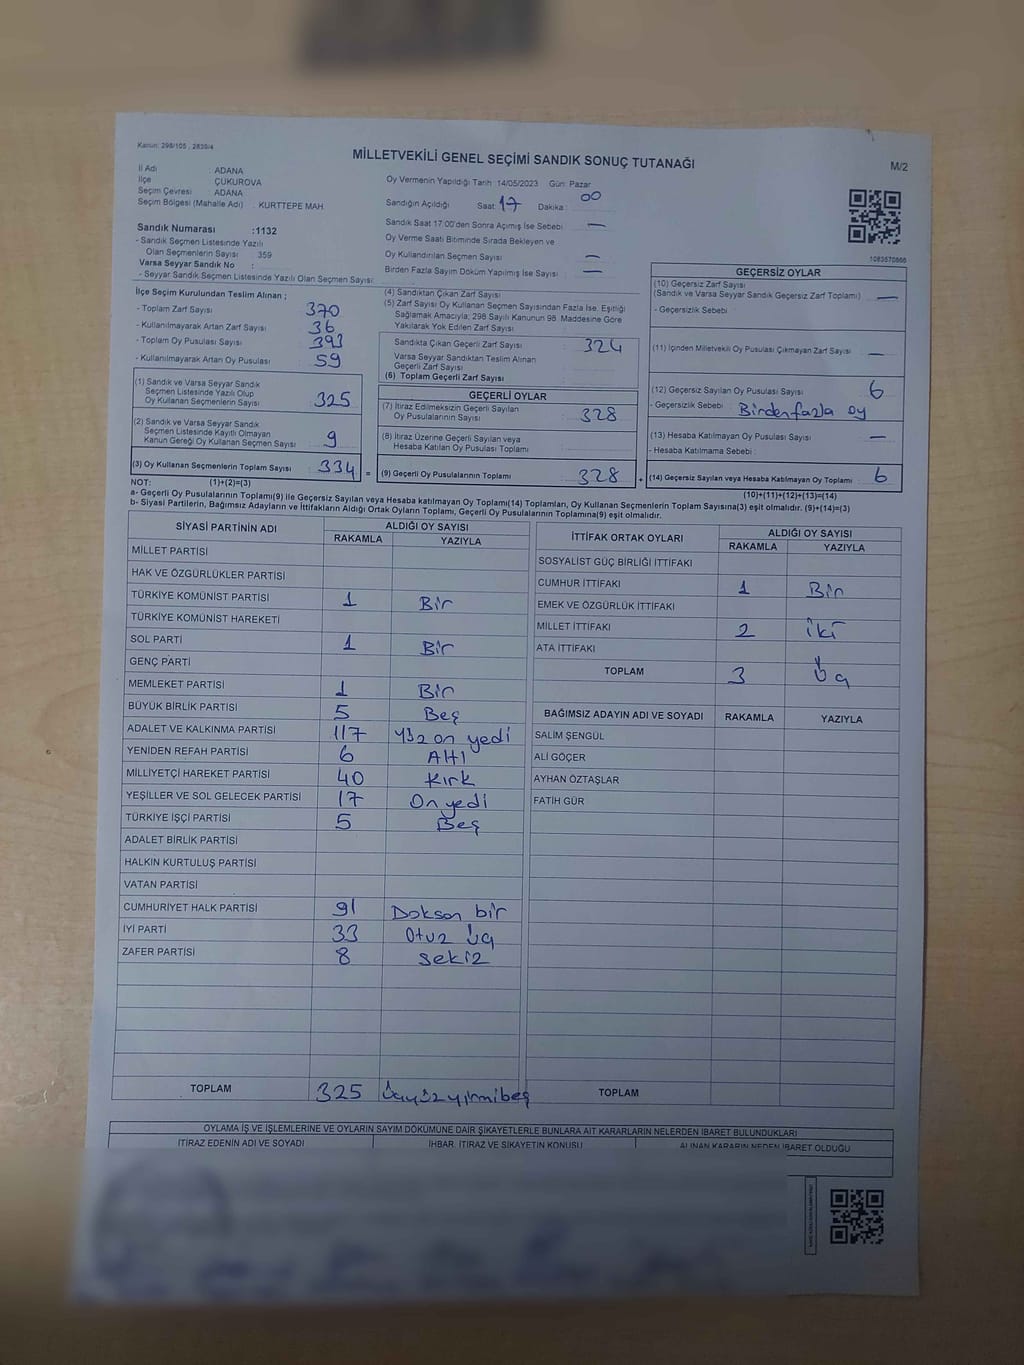 Kanun: 298/105 , 2839/4
MİLLETVEKİLİ GENEL SEÇİMİ SANDIK SONUÇ TUTANAĞI
M/2
İl Adı ADANA
İlçe ÇUKUROVA
Seçim Çevresi ADANA
Seçim Bölgesi (Mahalle Adı) : KURTTEPE MAH.
Oy Vermenin Yapıldığı Tarih :14/05/2023 Gün: Pazar
Sandığın Açıldığı Saat: 17 Dakika : 00
Sandık Saat 17:00'den Sonra Açılmış İse Sebebi : —
Oy Verme Saati Bitiminde Sırada Bekleyen ve
Oy Kullandırılan Seçmen Sayısı : —
Birden Fazla Sayım Döküm Yapılmış İse Sayısı : —
Sandık Numarası :1132
- Sandık Seçmen Listesinde Yazılı
Olan Seçmenlerin Sayısı : 359
Varsa Seyyar Sandık No :
- Seyyar Sandık Seçmen Listesinde Yazılı Olan Seçmen Sayısı:
1083570866
İlçe Seçim Kurulundan Teslim Alınan ;
- Toplam Zarf Sayısı : 370
- Kullanılmayarak Artan Zarf Sayısı : 36
- Toplam Oy Pusulası Sayısı : 393
- Kullanılmayarak Artan Oy Pusulası : 59
(1) Sandık ve Varsa Seyyar Sandık
Seçmen Listesinde Yazılı Olup
Oy Kullanan Seçmenlerin Sayısı : 325
(2) Sandık ve Varsa Seyyar Sandık
Seçmen Listesinde Kayıtlı Olmayan
Kanun Gereği Oy Kullanan Seçmen Sayısı : 9
(3) Oy Kullanan Seçmenlerin Toplam Sayısı : 334 =
(4) Sandıktan Çıkan Zarf Sayısı
(5) Zarf Sayısı Oy Kullanan Seçmen Sayısından Fazla İse, Eşitliği
Sağlamak Amacıyla; 298 Sayılı Kanunun 98. Maddesine Göre
Yakılarak Yok Edilen Zarf Sayısı :
Sandıkta Çıkan Geçerli Zarf Sayısı : 324
Varsa Seyyar Sandıktan Teslim Alınan
Geçerli Zarf Sayısı :
(6) Toplam Geçerli Zarf Sayısı :
GEÇERLİ OYLAR
(7) İtiraz Edilmeksizin Geçerli Sayılan
Oy Pusulalarının Sayısı : 328
(8) İtiraz Üzerine Geçerli Sayılan veya
Hesaba Katılan Oy Pusulası Toplamı :
(9) Geçerli Oy Pusulalarının Toplamı : 328 +
GEÇERSİZ OYLAR
(10) Geçersiz Zarf Sayısı
(Sandık ve Varsa Seyyar Sandık Geçersiz Zarf Toplamı) : —
- Geçersizlik Sebebi :
(11) İçinden Milletvekili Oy Pusulası Çıkmayan Zarf Sayısı : —
(12) Geçersiz Sayılan Oy Pusulası Sayısı : 6
- Geçersizlik Sebebi : Birden fazla oy
(13) Hesaba Katılmayan Oy Pusulası Sayısı : —
- Hesaba Katılmama Sebebi :
(14) Geçersiz Sayılan veya Hesaba Katılmayan Oy Toplamı : 6
NOT: (1)+(2)=(3) (10)+(11)+(12)+(13)=(14)
a- Geçerli Oy Pusulaları Toplamı(9) ile Geçersiz Sayılan veya Hesaba katılmayan Oy Toplamı(14) Toplamları, Oy Kullanan Seçmenlerin Toplam Sayısına(3) eşit olmalıdır. (9)+(14)=(3)
b- Siyasi Partilerin, Bağımsız Adayların ve İttifakların Aldığı Ortak Oyların Toplamı, Geçerli Oy Pusulalarının Toplamına(9) eşit olmalıdır.
SİYASİ PARTİNİN ADI ALDIĞI OY SAYISI
RAKAMLA YAZIYLA
MİLLET PARTİSİ
HAK VE ÖZGÜRLÜKLER PARTİSİ
TÜRKİYE KOMÜNİST PARTİSİ 1 Bir
TÜRKİYE KOMÜNİST HAREKETİ
SOL PARTİ 1 Bir
GENÇ PARTİ
MEMLEKET PARTİSİ 1 Bir
BÜYÜK BİRLİK PARTİSİ 5 Beş
ADALET VE KALKINMA PARTİSİ 117 Yüz on yedi
YENİDEN REFAH PARTİSİ 6 Altı
MİLLİYETÇİ HAREKET PARTİSİ 40 Kırk
YEŞİLLER VE SOL GELECEK PARTİSİ 17 On yedi
TÜRKİYE İŞÇİ PARTİSİ 5 Beş
ADALET BİRLİK PARTİSİ
HALKIN KURTULUŞ PARTİSİ
VATAN PARTİSİ
CUMHURİYET HALK PARTİSİ 91 Doksan bir
İYİ PARTİ 33 Otuz üç
ZAFER PARTİSİ 8 Sekiz
TOPLAM 325 Üçyüzyirmibeş
İTTİFAK ORTAK OYLARI ALDIĞI OY SAYISI
RAKAMLA YAZIYLA
SOSYALİST GÜÇ BİRLİĞİ İTTİFAKI
CUMHUR İTTİFAKI 1 Bir
EMEK VE ÖZGÜRLÜK İTTİFAKI
MİLLET İTTİFAKI 2 iki
ATA İTTİFAKI
TOPLAM 3 Üç
BAĞIMSIZ ADAYIN ADI VE SOYADI RAKAMLA YAZIYLA
SALİM ŞENGÜL
ALİ GÖÇER
AYHAN ÖZTAŞLAR
FATİH GÜR
TOPLAM
OYLAMA İŞ VE İŞLEMLERİNE VE OYLARIN SAYIM DÖKÜMÜNE DAİR ŞİKAYETLERLE BUNLARA AİT KARARLARIN NELERDEN İBARET BULUNDUKLARI
İTİRAZ EDENİN ADI VE SOYADI İHBAR, İTİRAZ VE ŞİKAYETİN KONUSU ALINAN KARARIN NEDEN İBARET OLDUĞU